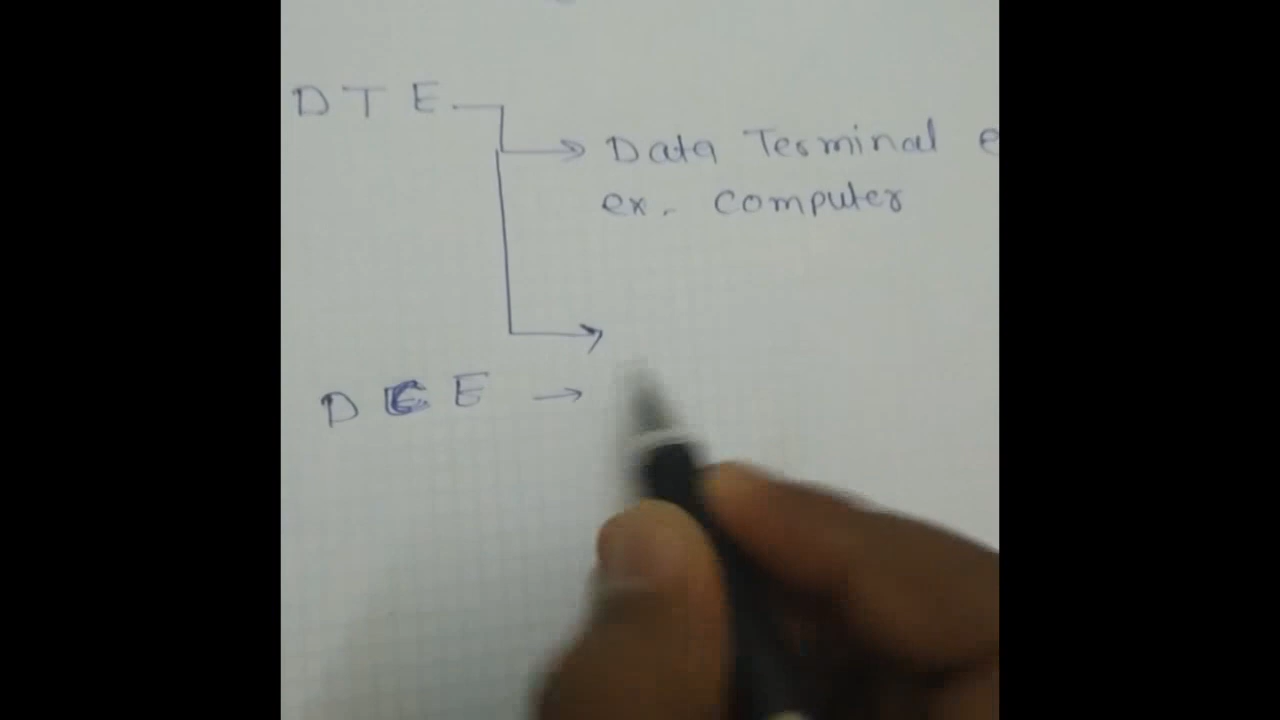 DTE
Data Terminal e
ex. computer
DCE →